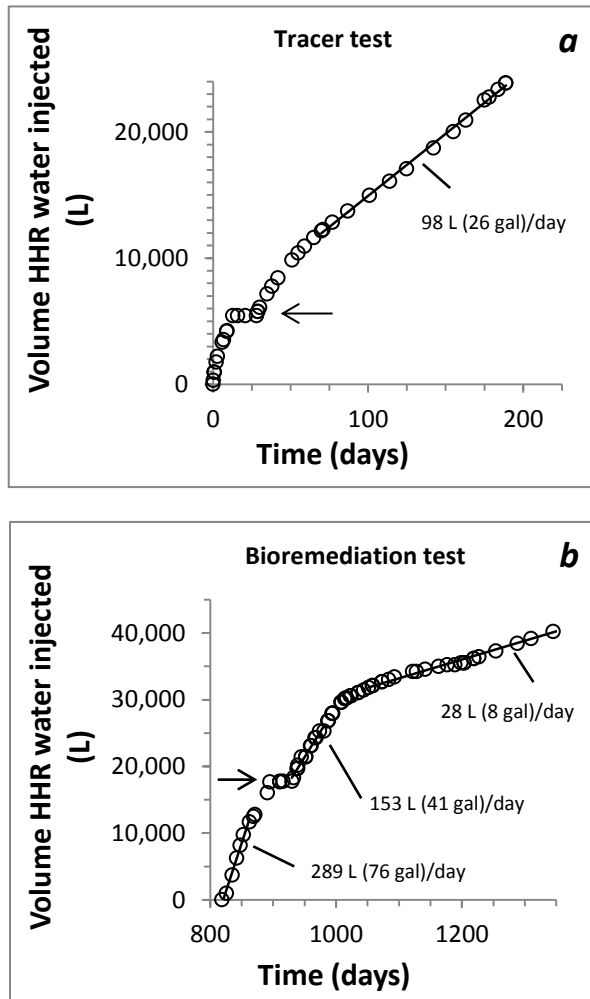 Tracer test
a
Volume HHR water injected
(L)
20,000
10,000
0
0
100
200
98 L (26 gal)/day
Time (days)
Bioremediation test
b
Volume HHR water injected
(L)
40,000
30,000
20,000
10,000
0
800
1000
1200
28 L (8 gal)/day
153 L (41 gal)/day
289 L (76 gal)/day
Time (days)